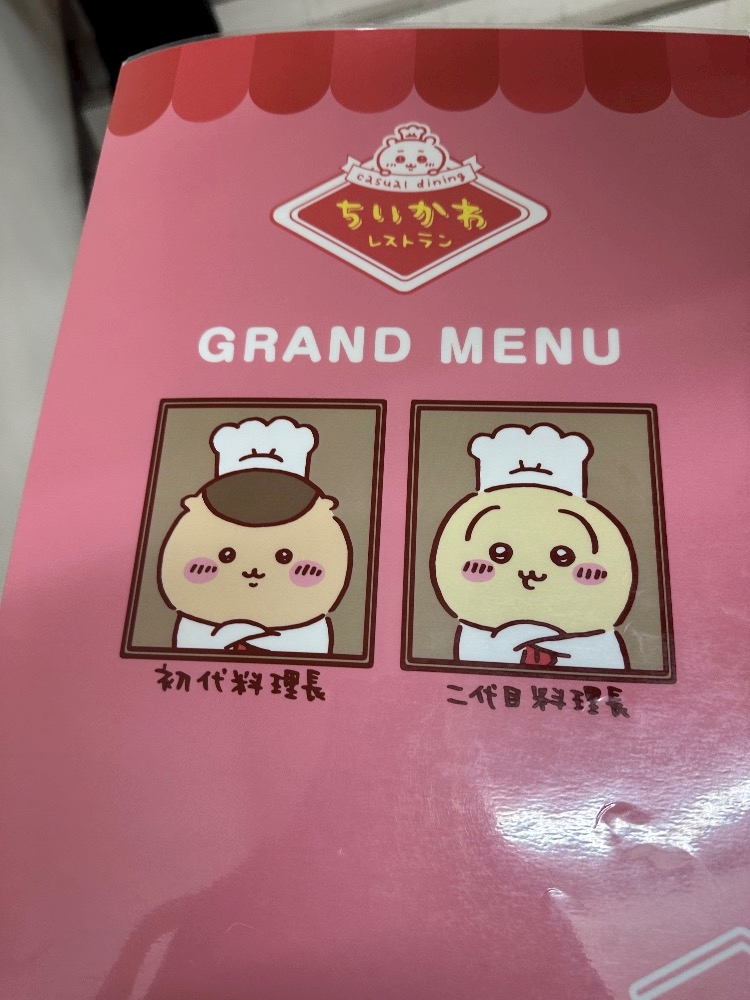 casual dining
ちいかわ
レストラン
GRAND MENU
初代料理長
二代目料理長